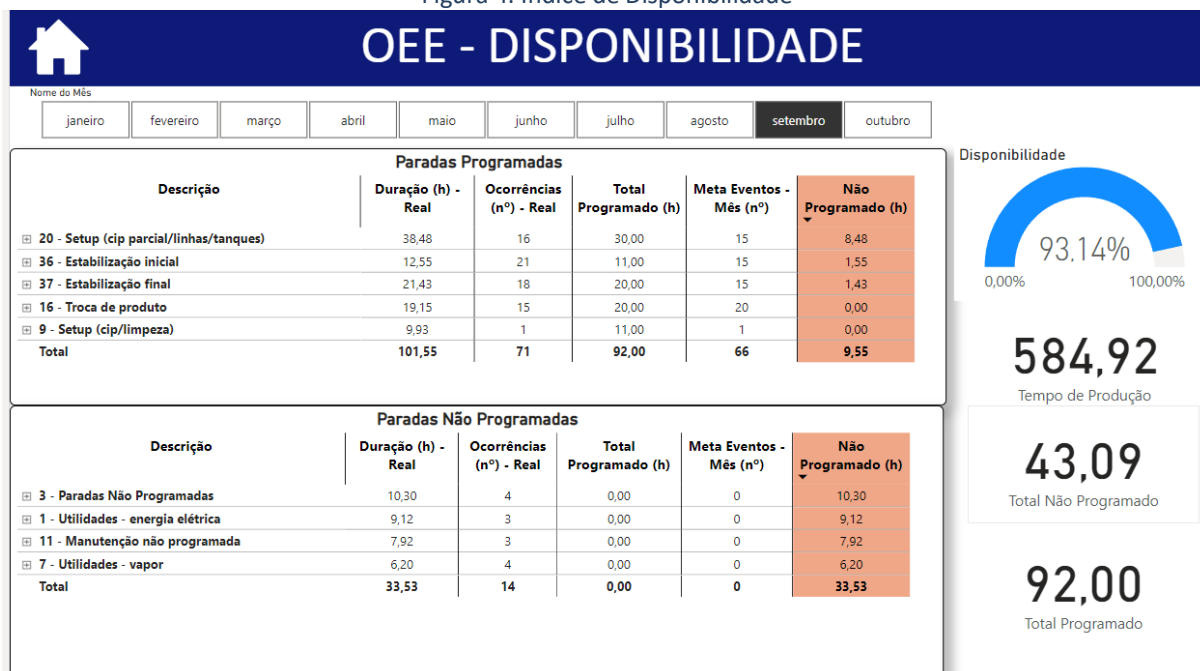 Figura 4. Índice de Disponibilidade
OEE - DISPONIBILIDADE
Nome do Mês
janeiro fevereiro março abril maio junho julho agosto setembro outubro
Paradas Programadas
Descrição Duração (h) - Real Ocorrências (nº) - Real Total Programado (h) Meta Eventos - Mês (nº) Não Programado (h)
20 - Setup (cip parcial/linhas/tanques) 38,48 16 30,00 15 8,48
36 - Estabilização inicial 12,55 21 11,00 15 1,55
37 - Estabilização final 21,43 18 20,00 15 1,43
16 - Troca de produto 19,15 15 20,00 20 0,00
9 - Setup (cip/limpeza) 9,93 1 11,00 1 0,00
Total 101,55 71 92,00 66 9,55
Paradas Não Programadas
Descrição Duração (h) - Real Ocorrências (nº) - Real Total Programado (h) Meta Eventos - Mês (nº) Não Programado (h)
3 - Paradas Não Programadas 10,30 4 0,00 0 10,30
1 - Utilidades - energia elétrica 9,12 3 0,00 0 9,12
11 - Manutenção não programada 7,92 3 0,00 0 7,92
7 - Utilidades - vapor 6,20 4 0,00 0 6,20
Total 33,53 14 0,00 0 33,53
Disponibilidade
93,14%
0,00% 100,00%
584,92
Tempo de Produção
43,09
Total Não Programado
92,00
Total Programado